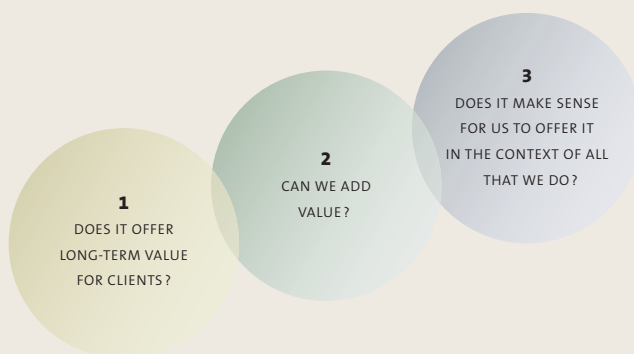 1
DOES IT OFFER
LONG-TERM VALUE
FOR CLIENTS?
2
CAN WE ADD
VALUE?
3
DOES IT MAKE SENSE
FOR US TO OFFER IT
IN THE CONTEXT OF ALL
THAT WE DO?